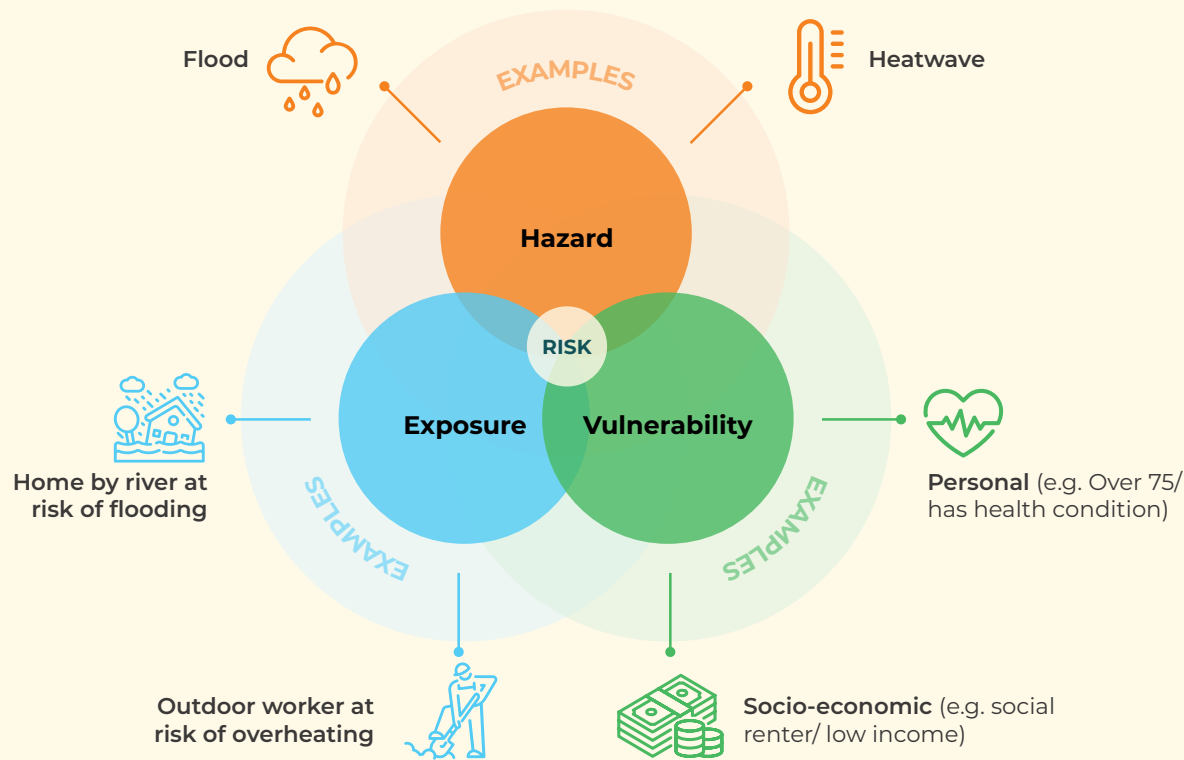 Flood
Heatwave
EXAMPLES
Hazard
RISK
Exposure
Vulnerability
Home by river at
risk of flooding
EXAMPLES
EXAMPLES
Personal (e.g. Over 75/
has health condition)
Outdoor worker at
risk of overheating
Socio-economic (e.g. social
renter/ low income)